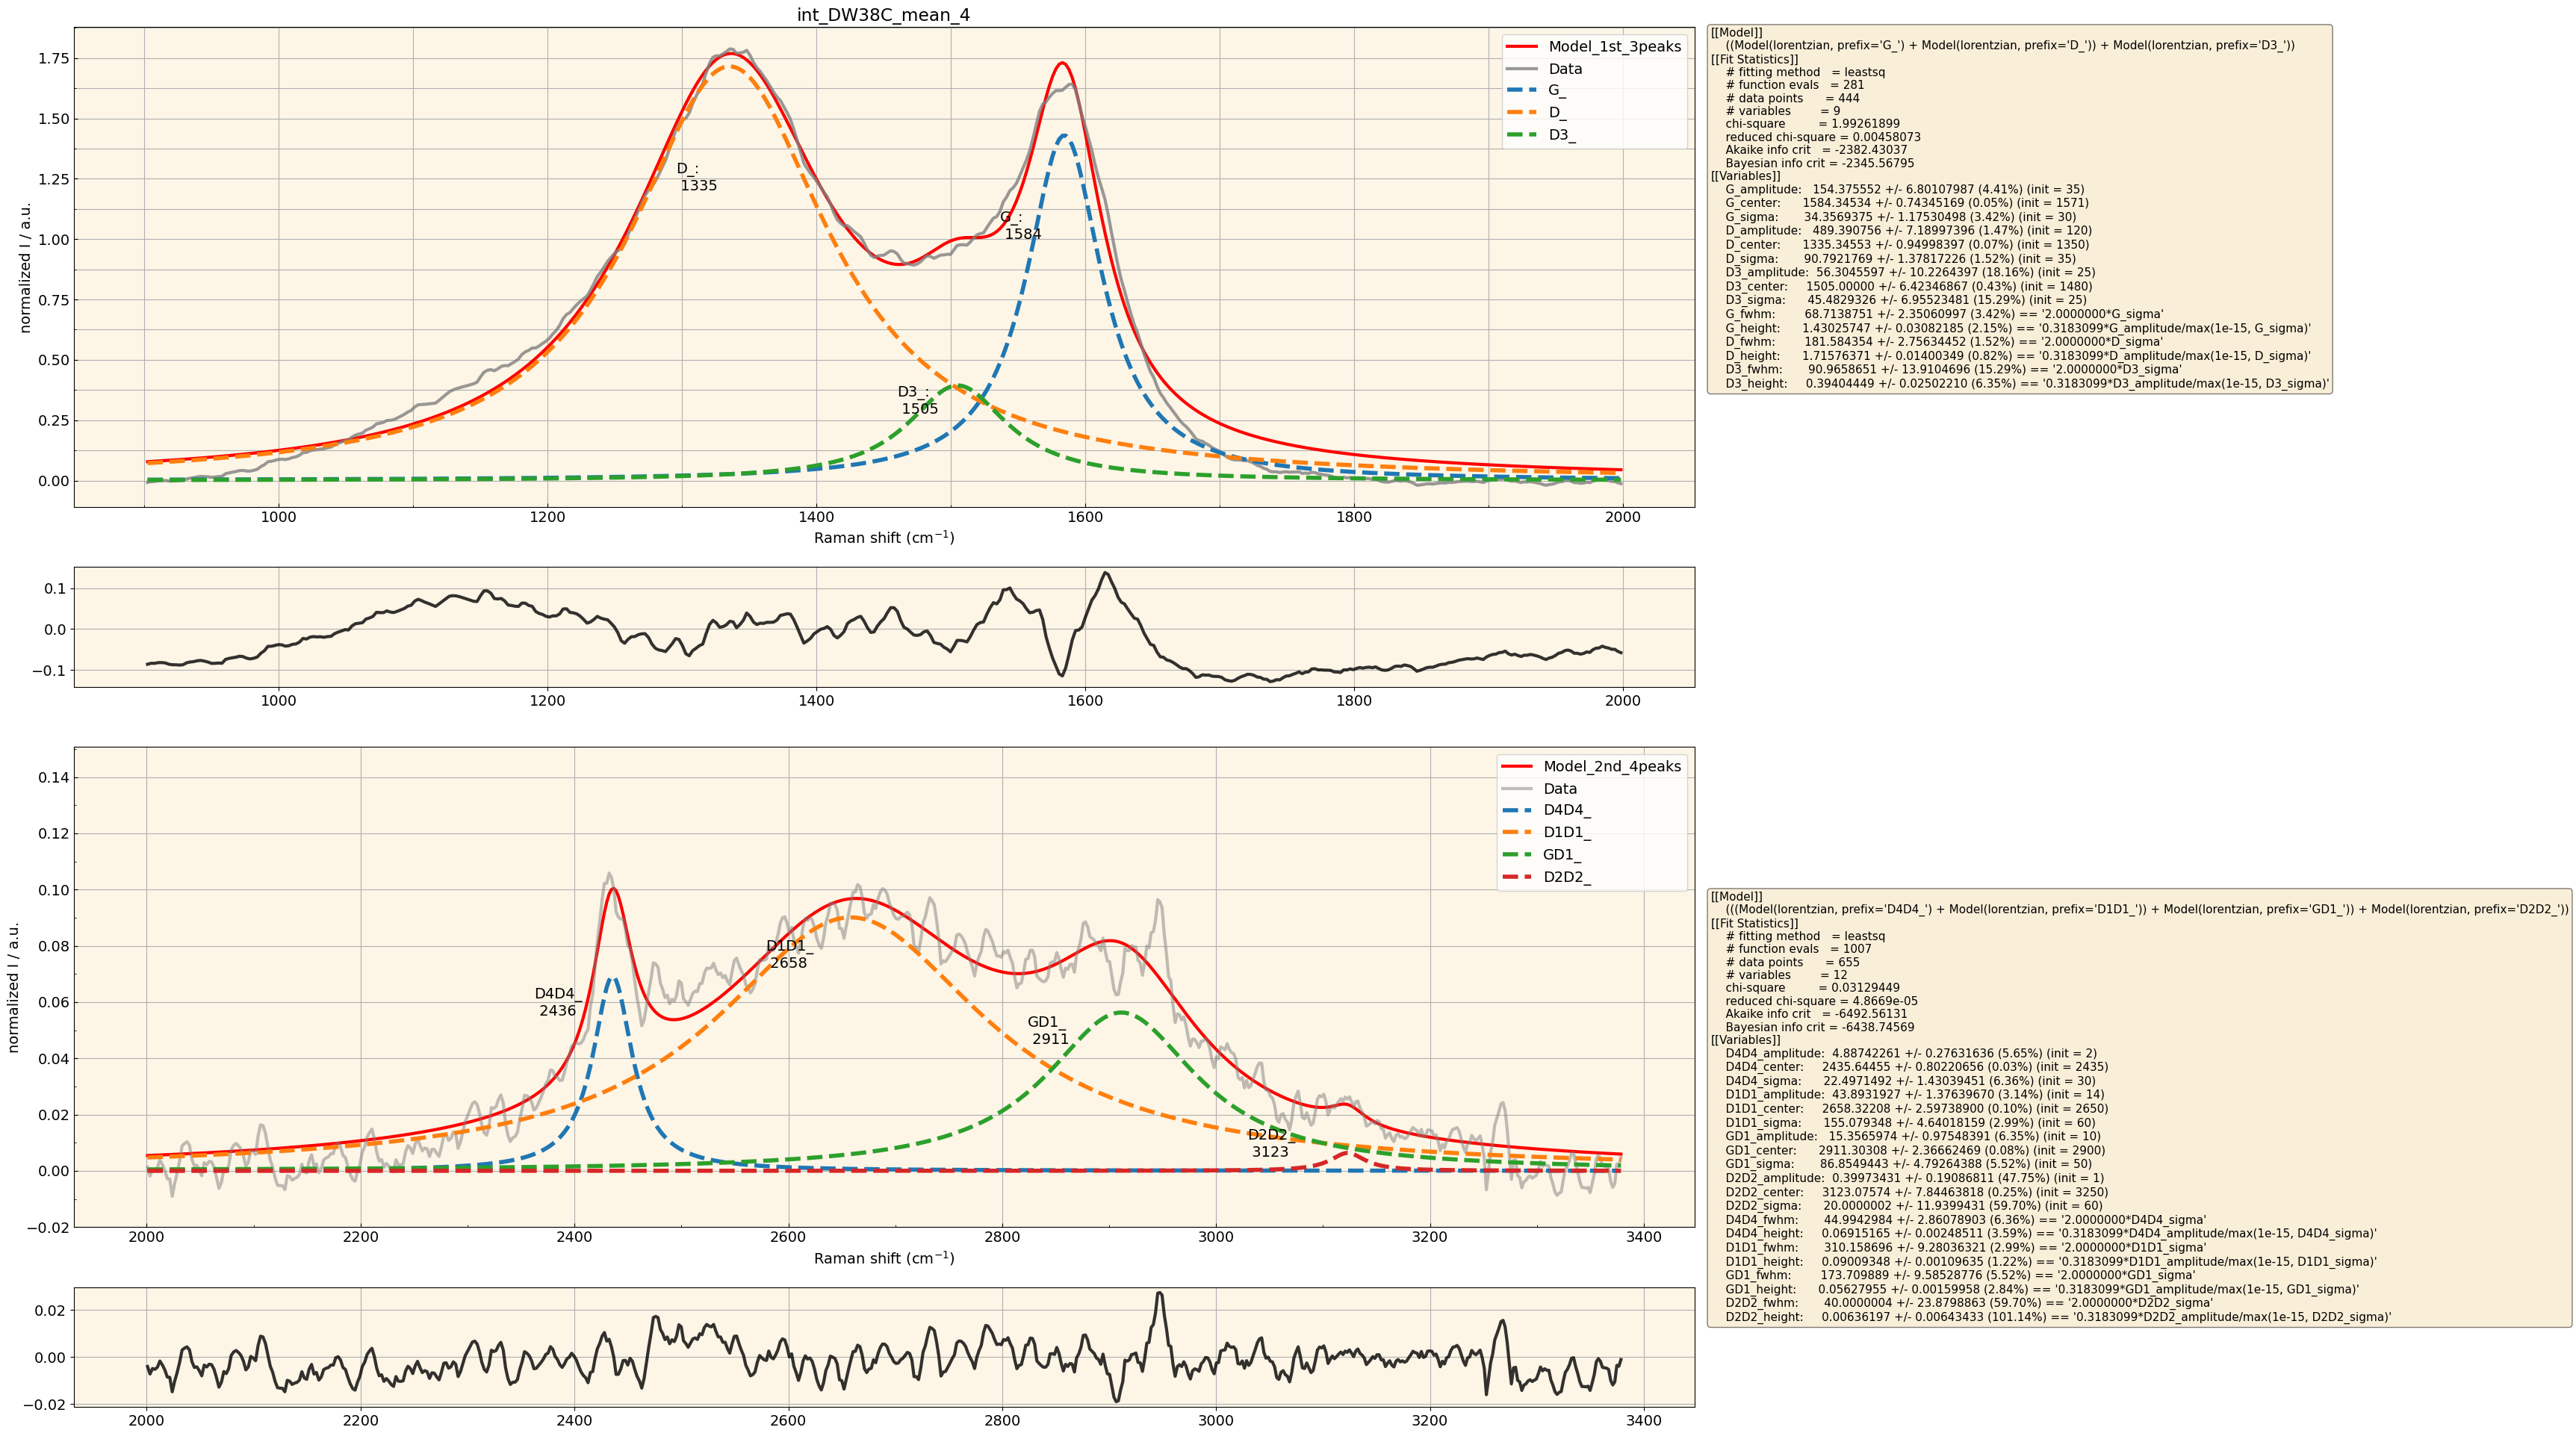 int_DW38C_mean_4
1.75
1.50
1.25
1.00
0.75
0.50
0.25
0.00
normalized I / a.u.
Model_1st_3peaks
Data
G_
D_
D3_
D_:
1335
G_:
1584
D3_:
1505
1000 1200 1400 1600 1800 2000
Raman shift (cm⁻¹)
[[Model]]
((Model(lorentzian, prefix='G_') + Model(lorentzian, prefix='D_')) + Model(lorentzian, prefix='D3_'))
[[Fit Statistics]]
# fitting method = leastsq
# function evals = 281
# data points = 444
# variables = 9
chi-square = 1.99261899
reduced chi-square = 0.00458073
Akaike info crit = -2382.43037
Bayesian info crit = -2345.56795
[[Variables]]
G_amplitude: 154.375552 +/- 6.80107987 (4.41%) (init = 35)
G_center: 1584.34534 +/- 0.74345169 (0.05%) (init = 1571)
G_sigma: 34.3569375 +/- 1.17530498 (3.42%) (init = 30)
D_amplitude: 489.390756 +/- 7.18997396 (1.47%) (init = 120)
D_center: 1335.34553 +/- 0.94998397 (0.07%) (init = 1350)
D_sigma: 90.7921769 +/- 1.37817226 (1.52%) (init = 35)
D3_amplitude: 56.3045597 +/- 10.2264397 (18.16%) (init = 25)
D3_center: 1505.00000 +/- 6.42346867 (0.43%) (init = 1480)
D3_sigma: 45.4829326 +/- 6.95523481 (15.29%) (init = 25)
G_fwhm: 68.7138751 +/- 2.35060997 (3.42%) == '2.0000000*G_sigma'
G_height: 1.43025747 +/- 0.03082185 (2.15%) == '0.3183099*G_amplitude/max(1e-15, G_sigma)'
D_fwhm: 181.584354 +/- 2.75634452 (1.52%) == '2.0000000*D_sigma'
D_height: 1.71576371 +/- 0.01400349 (0.82%) == '0.3183099*D_amplitude/max(1e-15, D_sigma)'
D3_fwhm: 90.9658651 +/- 13.9104696 (15.29%) == '2.0000000*D3_sigma'
D3_height: 0.39404449 +/- 0.02502210 (6.35%) == '0.3183099*D3_amplitude/max(1e-15, D3_sigma)'
0.1
0.0
−0.1
1000 1200 1400 1600 1800 2000
0.14
0.12
0.10
0.08
0.06
0.04
0.02
0.00
−0.02
normalized I / a.u.
Model_2nd_4peaks
Data
D4D4_
D1D1_
GD1_
D2D2_
D4D4_
2436
D1D1_
2658
GD1_
2911
D2D2_
3123
2000 2200 2400 2600 2800 3000 3200 3400
Raman shift (cm⁻¹)
[[Model]]
(((Model(lorentzian, prefix='D4D4_') + Model(lorentzian, prefix='D1D1_')) + Model(lorentzian, prefix='GD1_')) + Model(lorentzian, prefix='D2D2_'))
[[Fit Statistics]]
# fitting method = leastsq
# function evals = 1007
# data points = 655
# variables = 12
chi-square = 0.03129449
reduced chi-square = 4.8669e-05
Akaike info crit = -6492.56131
Bayesian info crit = -6438.74569
[[Variables]]
D4D4_amplitude: 4.88742261 +/- 0.27631636 (5.65%) (init = 2)
D4D4_center: 2435.64455 +/- 0.80220656 (0.03%) (init = 2435)
D4D4_sigma: 22.4971492 +/- 1.43039451 (6.36%) (init = 30)
D1D1_amplitude: 43.8931927 +/- 1.37639670 (3.14%) (init = 14)
D1D1_center: 2658.32208 +/- 2.59738900 (0.10%) (init = 2650)
D1D1_sigma: 155.079348 +/- 4.64018159 (2.99%) (init = 60)
GD1_amplitude: 15.3565974 +/- 0.97548391 (6.35%) (init = 10)
GD1_center: 2911.30308 +/- 2.36662469 (0.08%) (init = 2900)
GD1_sigma: 86.8549443 +/- 4.79264388 (5.52%) (init = 50)
D2D2_amplitude: 0.39973431 +/- 0.19086811 (47.75%) (init = 1)
D2D2_center: 3123.07574 +/- 7.84463818 (0.25%) (init = 3250)
D2D2_sigma: 20.0000002 +/- 11.9399431 (59.70%) (init = 60)
D4D4_fwhm: 44.9942984 +/- 2.86078903 (6.36%) == '2.0000000*D4D4_sigma'
D4D4_height: 0.06915165 +/- 0.00248511 (3.59%) == '0.3183099*D4D4_amplitude/max(1e-15, D4D4_sigma)'
D1D1_fwhm: 310.158696 +/- 9.28036321 (2.99%) == '2.0000000*D1D1_sigma'
D1D1_height: 0.09009348 +/- 0.00109635 (1.22%) == '0.3183099*D1D1_amplitude/max(1e-15, D1D1_sigma)'
GD1_fwhm: 173.709889 +/- 9.58528776 (5.52%) == '2.0000000*GD1_sigma'
GD1_height: 0.05627955 +/- 0.00159958 (2.84%) == '0.3183099*GD1_amplitude/max(1e-15, GD1_sigma)'
D2D2_fwhm: 40.0000004 +/- 23.8798863 (59.70%) == '2.0000000*D2D2_sigma'
D2D2_height: 0.00636197 +/- 0.00643433 (101.14%) == '0.3183099*D2D2_amplitude/max(1e-15, D2D2_sigma)'
0.02
0.00
−0.02
2000 2200 2400 2600 2800 3000 3200 3400